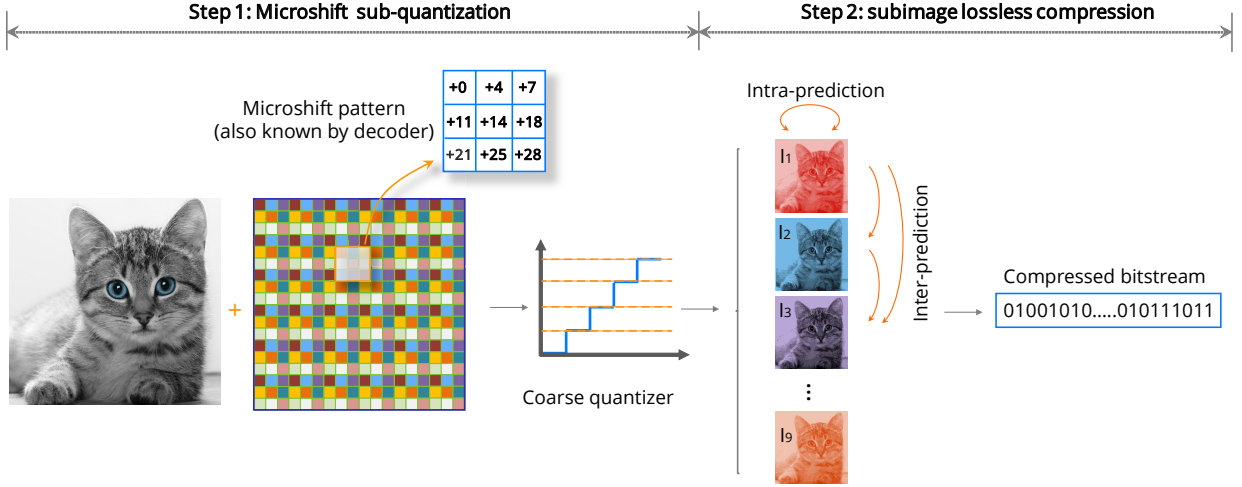 Step 1: Microshift sub-quantization
Step 2: subimage lossless compression
Microshift pattern
(also known by decoder)
+0 +4 +7
+11 +14 +18
+21 +25 +28
+
Coarse quantizer
Intra-prediction
I1
I2
I3
⋮
I9
Inter-prediction
Compressed bitstream
01001010.....010111011